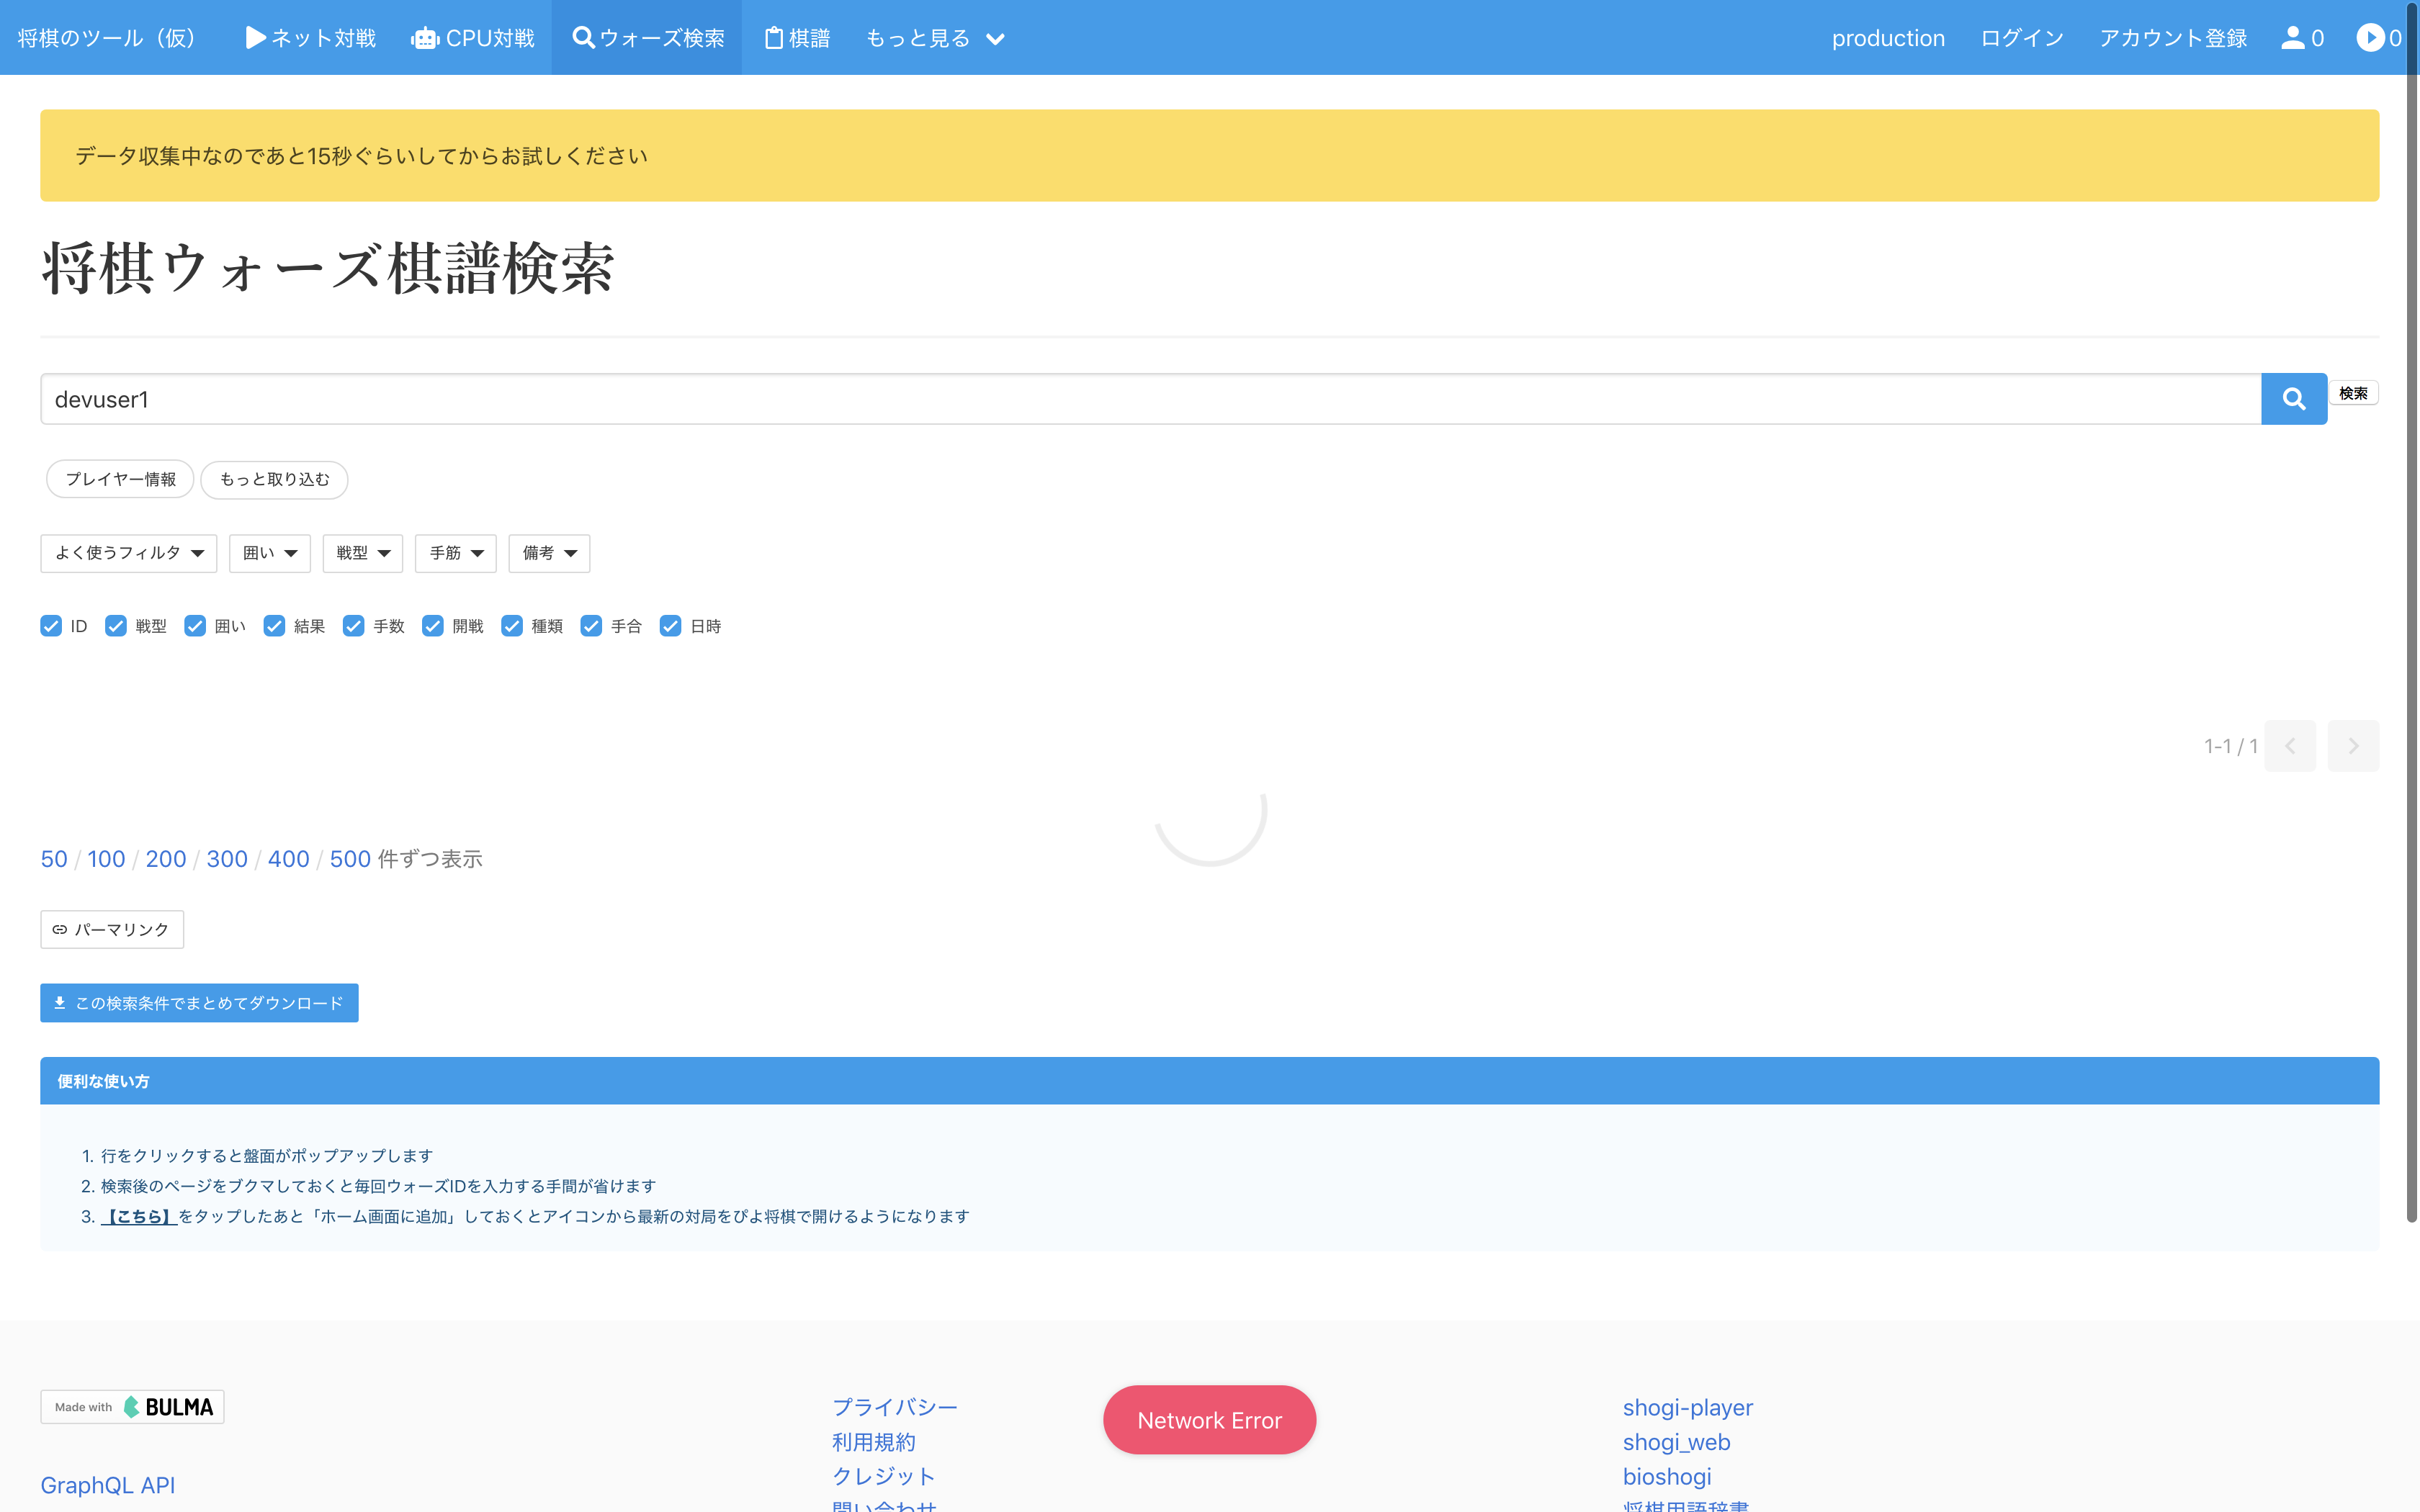 将棋のツール（仮） ネット対戦 CPU対戦 ウォーズ検索 棋譜 もっと見る production ログイン アカウント登録 0 0
データ収集中なのであと15秒ぐらいしてからお試しください
将棋ウォーズ棋譜検索
devuser1 検索
プレイヤー情報 もっと取り込む
よく使うフィルタ 囲い 戦型 手筋 備考
ID 戦型 囲い 結果 手数 開戦 種類 手合 日時
1-1 / 1
50 / 100 / 200 / 300 / 400 / 500 件ずつ表示
パーマリンク
この検索条件でまとめてダウンロード
便利な使い方
1. 行をクリックすると盤面がポップアップします
2. 検索後のページをブクマしておくと毎回ウォーズIDを入力する手間が省けます
3. 【こちら】をタップしたあと「ホーム画面に追加」しておくとアイコンから最新の対局をぴよ将棋で開けるようになります
Made with BULMA
GraphQL API
プライバシー
利用規約
クレジット
問い合わせ
Network Error
shogi-player
shogi_web
bioshogi
将棋用語辞書